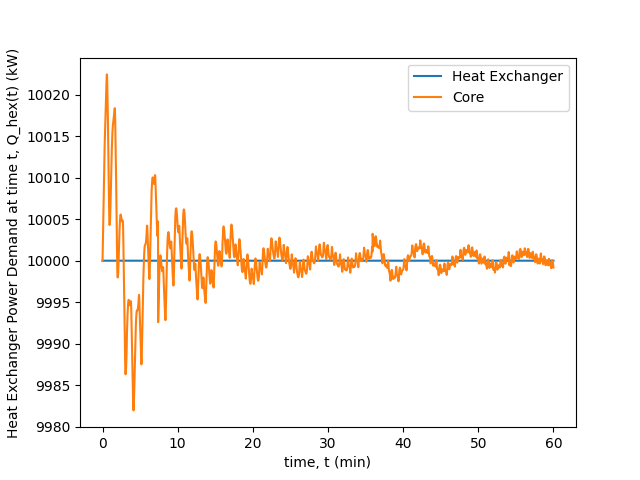 Heat Exchanger Power Demand at time t, Q_hex(t) (kW)
10020
10015
10010
10005
10000
9995
9990
9985
9980
Heat Exchanger
Core
0 10 20 30 40 50 60
time, t (min)